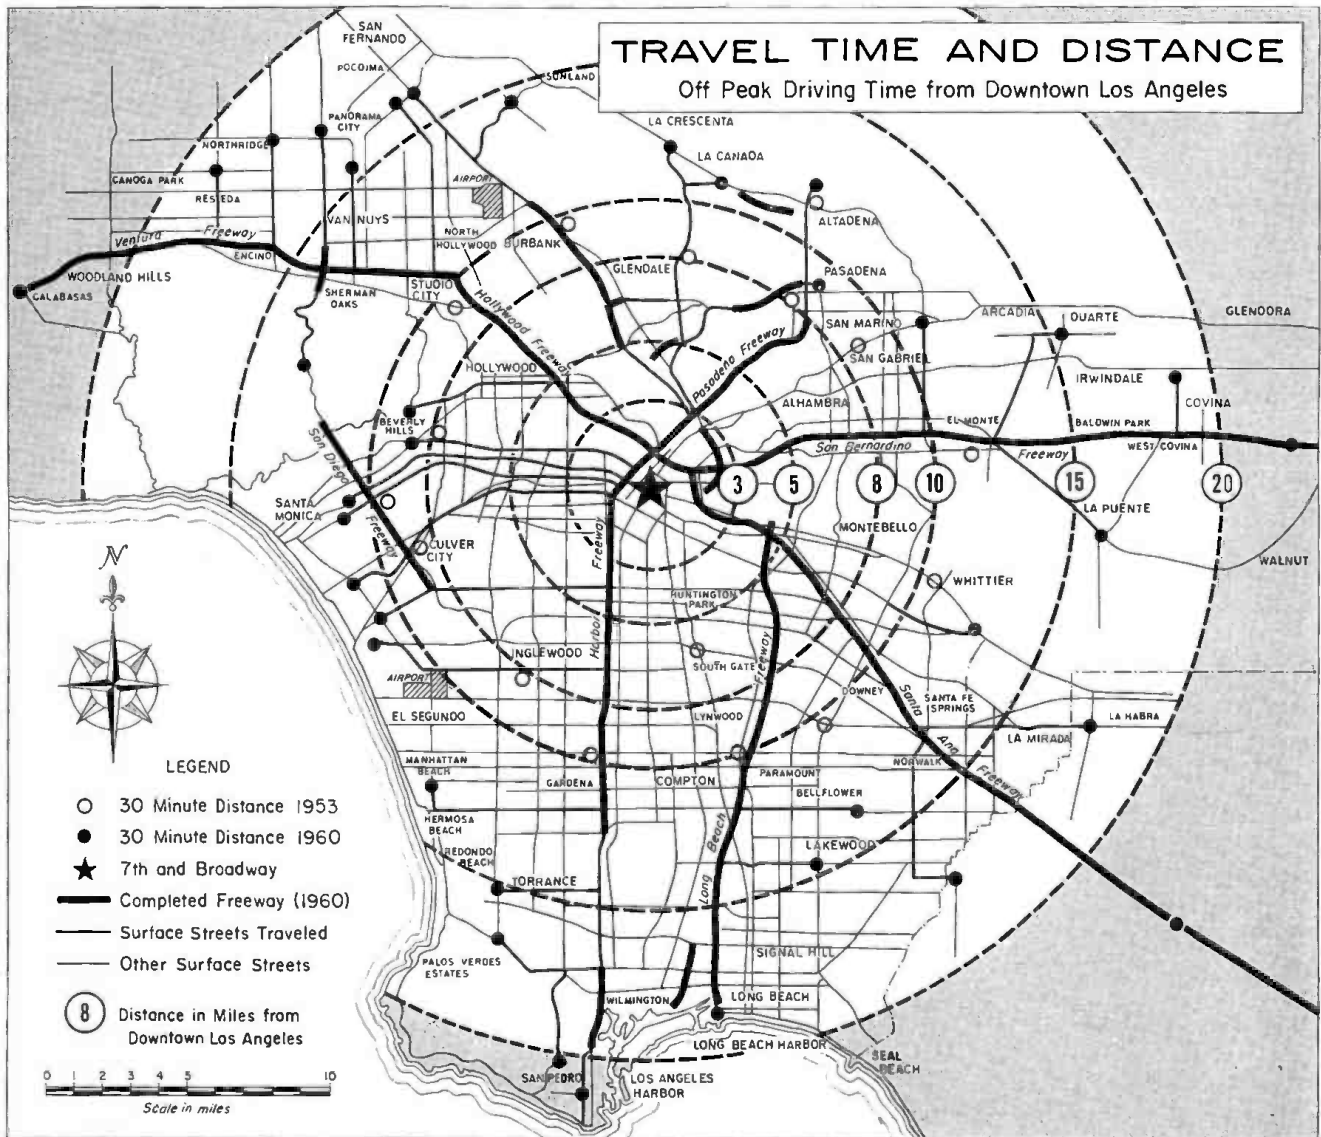 TRAVEL TIME AND DISTANCE
Off Peak Driving Time from Downtown Los Angeles
SAN
FERNANDO
POCOIMA
SUNLAND
PANORAMA
CITY
LA CRESCENTA
NORTHRIDGE
LA CANADA
CANOGA PARK
AIRPORT
RESEDA
ALTADENA
VAN NUYS
NORTH
HOLLYWOOD
BURBANK
Ventura
Freeway
ENCINO
GLENDALE
PASADENA
WOODLAND HILLS
CALABASAS
SHERMAN
OAKS
STUDIO
CITY
Hollywood
Freeway
Pasadena Freeway
SAN MARINO
ARCADIA
DUARTE
GLENDORA
SAN GABRIEL
HOLLYWOOD
IRWINDALE
ALHAMBRA
COVINA
BEVERLY
HILLS
EL MONTE
BALDWIN PARK
San Bernardino
Freeway
WEST COVINA
San Diego
Freeway
3
5
8
10
15
20
SANTA
MONICA
LA PUENTE
MONTEBELLO
CULVER
CITY
WALNUT
WHITTIER
HUNTINGTON
PARK
Harbor
Freeway
INGLEWOOD
SOUTH GATE
Freeway
AIRPORT
DOWNEY
SANTA FE
SPRINGS
Santa
Ana
Freeway
EL SEGUNDO
LYNWOOD
LA HABRA
LA MIRADA
MANHATTAN
BEACH
NORWALK
GARDENA
COMPTON
PARAMOUNT
BELLFLOWER
HERMOSA
BEACH
Long
Beach
REDONDO
BEACH
LAKEWOOD
TORRANCE
SIGNAL HILL
PALOS VERDES
ESTATES
WILMINGTON
LONG BEACH
LONG BEACH HARBOR
SEAL
BEACH
SAN PEDRO
LOS ANGELES
HARBOR
N
LEGEND
30 Minute Distance 1953
30 Minute Distance 1960
7th and Broadway
Completed Freeway (1960)
Surface Streets Traveled
Other Surface Streets
8
Distance in Miles from
Downtown Los Angeles
0 1 2 3 4 5 10
Scale in miles